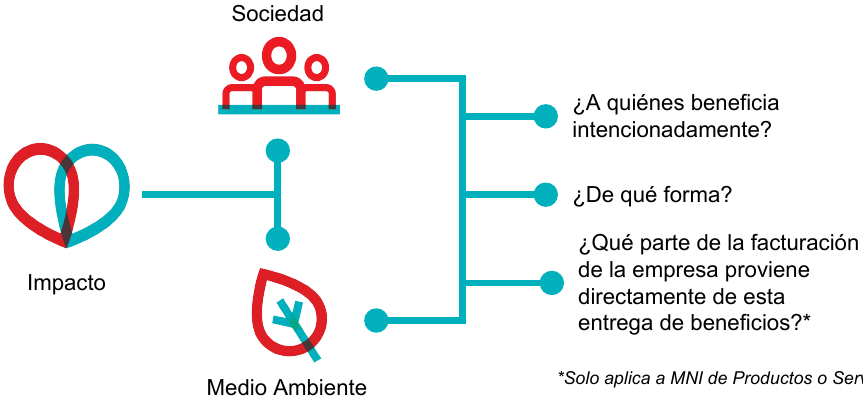 Sociedad
¿A quiénes beneficia
intencionadamente?
¿De qué forma?
¿Qué parte de la facturación
de la empresa proviene
directamente de esta
entrega de beneficios?*
Impacto
Medio Ambiente
*Solo aplica a MNI de Productos o Serv